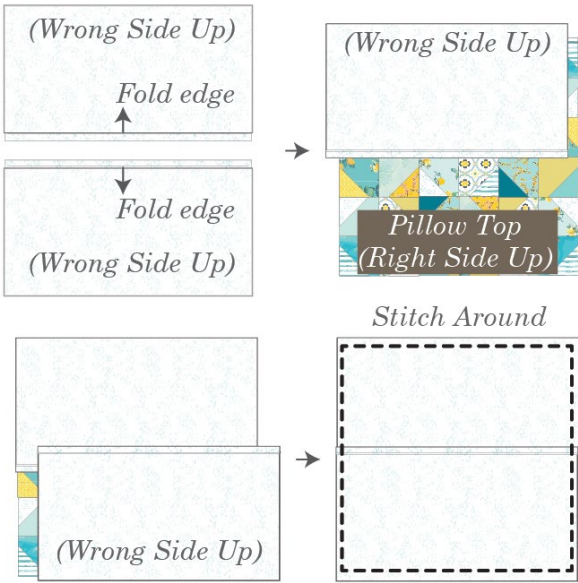 (Wrong Side Up)
Fold edge
Fold edge
(Wrong Side Up)
(Wrong Side Up)
Pillow Top
(Right Side Up)
(Wrong Side Up)
Stitch Around